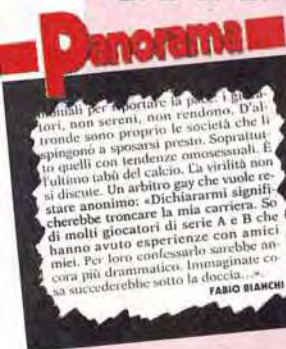 Panorama
per riportare la pace: i gioca-
tori, non sereni, non rendono. D'al-
tronde sono proprio le società che li
spingono a sposarsi presto. Soprattut-
to quelli con tendenze omosessuali. È
l'ultimo tabù del calcio. La virilità non
si discute. Un arbitro gay che vuole re-
stare anonimo: «Dichiararmi signifi-
cherebbe troncare la mia carriera. So
di molti giocatori di serie A e B che
hanno avuto esperienze con amici
miei. Per loro confessarlo sarebbe an-
cora più drammatico. Immaginate co-
sa succederebbe sotto la doccia...».
FABIO BIANCHI